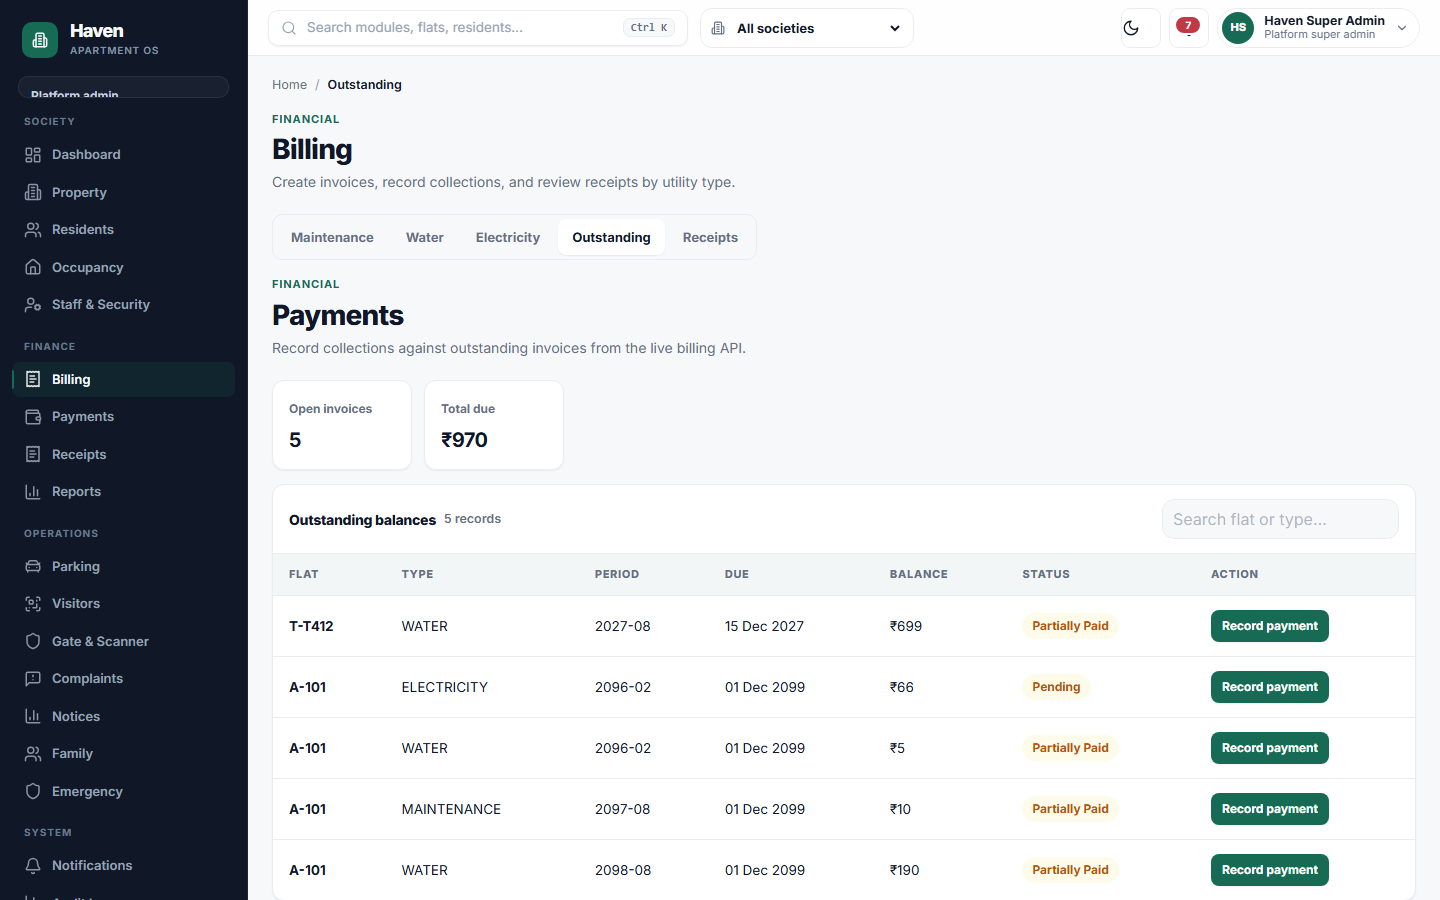 Haven
APARTMENT OS
Platform admin
SOCIETY
Dashboard
Property
Residents
Occupancy
Staff & Security
FINANCE
Billing
Payments
Receipts
Reports
OPERATIONS
Parking
Visitors
Gate & Scanner
Complaints
Notices
Family
Emergency
SYSTEM
Notifications
Search modules, flats, residents... Ctrl K
All societies
7
HS
Haven Super Admin
Platform super admin
Home / Outstanding
FINANCIAL
Billing
Create invoices, record collections, and review receipts by utility type.
Maintenance Water Electricity Outstanding Receipts
FINANCIAL
Payments
Record collections against outstanding invoices from the live billing API.
Open invoices
5
Total due
₹970
Outstanding balances 5 records
Search flat or type...
FLAT TYPE PERIOD DUE BALANCE STATUS ACTION
T-T412 WATER 2027-08 15 Dec 2027 ₹699 Partially Paid Record payment
A-101 ELECTRICITY 2096-02 01 Dec 2099 ₹66 Pending Record payment
A-101 WATER 2096-02 01 Dec 2099 ₹5 Partially Paid Record payment
A-101 MAINTENANCE 2097-08 01 Dec 2099 ₹10 Partially Paid Record payment
A-101 WATER 2098-08 01 Dec 2099 ₹190 Partially Paid Record payment